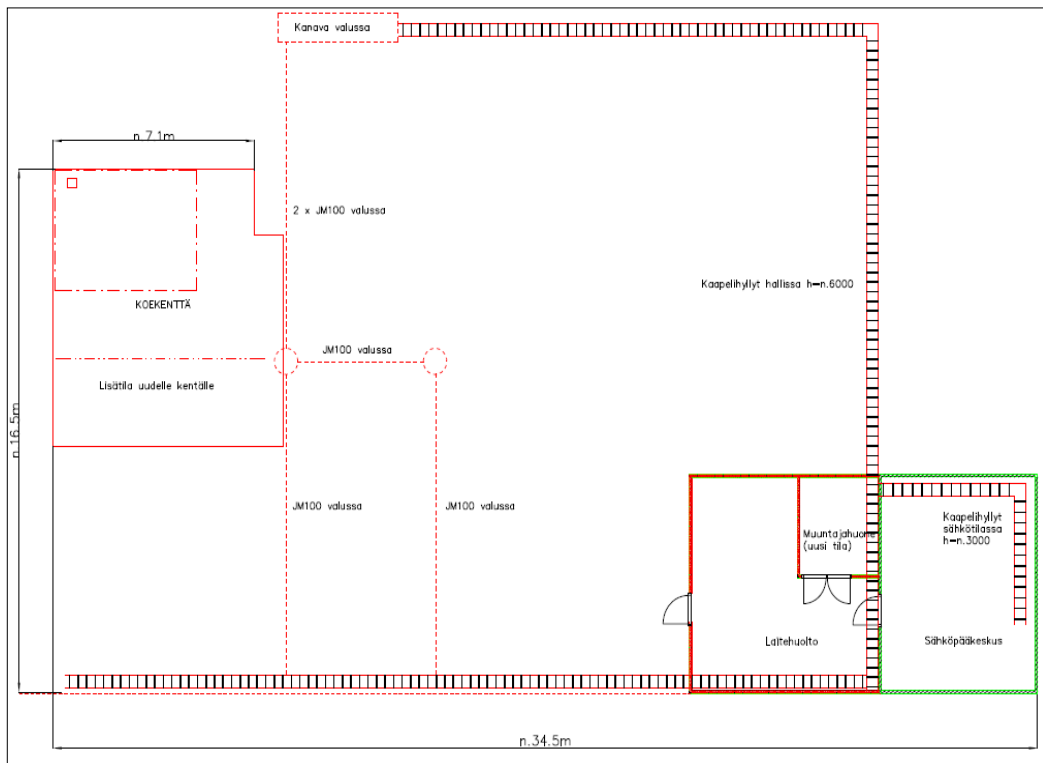 Kanava valussa
n.7.1m
2 x JM100 valussa
Kaapelihyllyt hallissa h=n.6000
KOEKENTTÄ
JM100 valussa
Lisätila uudelle kentälle
n.16.5m
JM100 valussa
JM100 valussa
Muuntajahuone
(uusi tila)
Kaapelihyllyt
sähkötilassa
h=n.3000
Laitehuolto
Sähköpääkeskus
n.34.5m